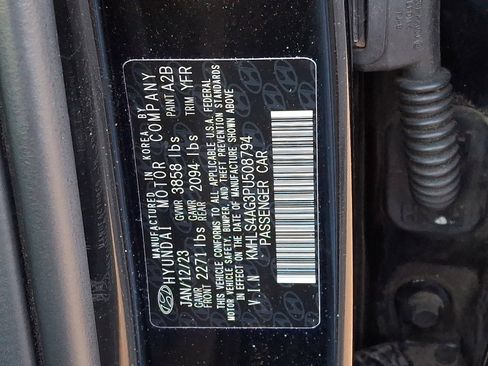 MANUFACTURED IN KOREA BY
HYUNDAI MOTOR COMPANY
JAN/12/23 GVWR 3858 lbs PAINT A2B
GAWR FRONT 2271 lbs GAWR REAR 2094 lbs TRIM YFR
THIS VEHICLE CONFORMS TO ALL APPLICABLE U.S.A. FEDERAL
MOTOR VEHICLE SAFETY, BUMPER, AND THEFT PREVENTION STANDARDS
IN EFFECT ON THE DATE OF MANUFACTURE SHOWN ABOVE
V.I.N: KMHLS4AG3PU508794
PASSENGER CAR